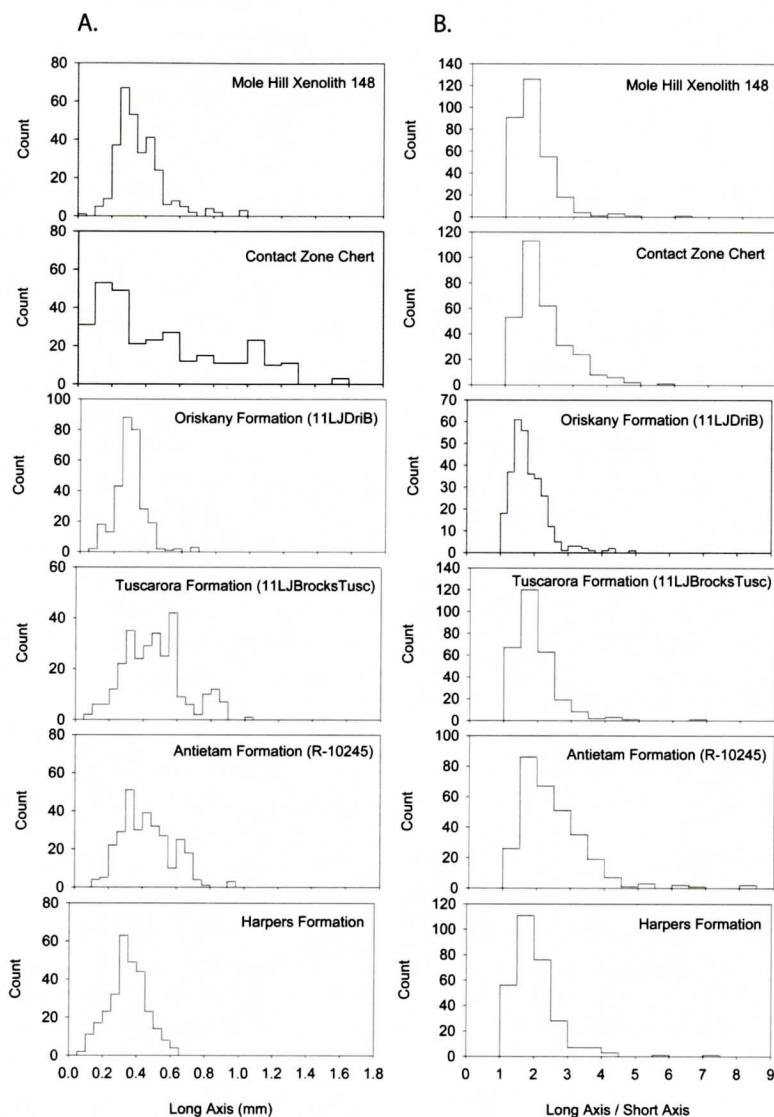 A.
Mole Hill Xenolith 148
Count
80
60
40
20
0
Contact Zone Chert
Count
80
60
40
20
0
Oriskany Formation (11LJDriB)
Count
100
80
60
40
20
0
Tuscarora Formation (11LJBrocksTusc)
Count
60
40
20
0
Antietam Formation (R-10245)
Count
80
60
40
20
0
Harpers Formation
Count
80
60
40
20
0
0.0 0.2 0.4 0.6 0.8 1.0 1.2 1.4 1.6 1.8
Long Axis (mm)
B.
Mole Hill Xenolith 148
Count
140
120
100
80
60
40
20
0
Contact Zone Chert
Count
120
100
80
60
40
20
0
Oriskany Formation (11LJDriB)
Count
70
60
50
40
30
20
10
0
Tuscarora Formation (11LJBrocksTusc)
Count
140
120
100
80
60
40
20
0
Antietam Formation (R-10245)
Count
100
80
60
40
20
0
Harpers Formation
Count
120
100
80
60
40
20
0
0 1 2 3 4 5 6 7 8 9
Long Axis / Short Axis